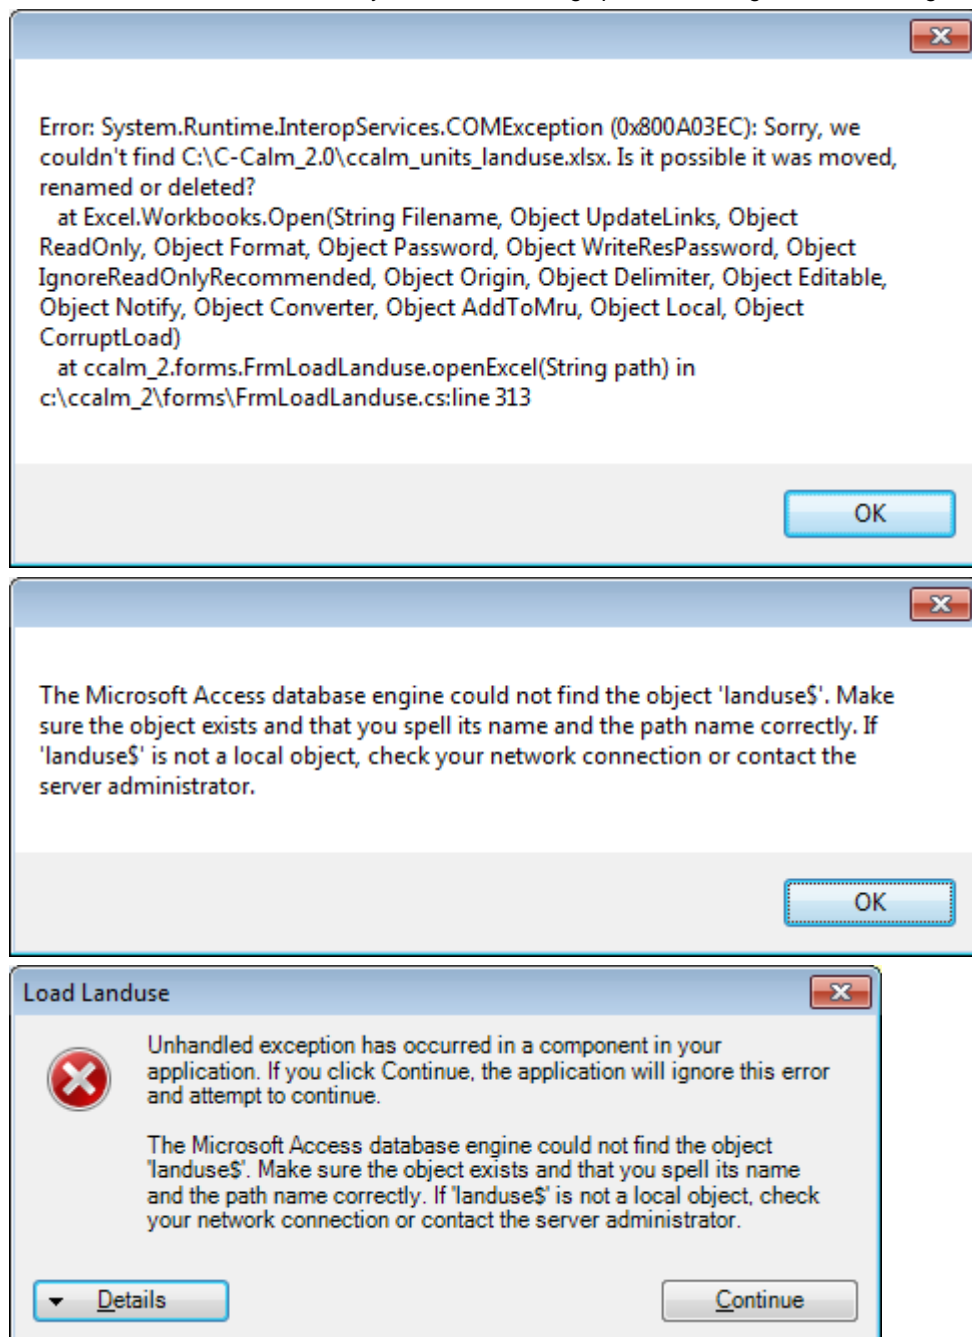 Error: System.Runtime.InteropServices.COMException (0x800A03EC): Sorry, we
couldn't find C:\C-Calm_2.0\ccalm_units_landuse.xlsx. Is it possible it was moved,
renamed or deleted?
at Excel.Workbooks.Open(String Filename, Object UpdateLinks, Object
ReadOnly, Object Format, Object Password, Object WriteResPassword, Object
IgnoreReadOnlyRecommended, Object Origin, Object Delimiter, Object Editable,
Object Notify, Object Converter, Object AddToMru, Object Local, Object
CorruptLoad)
at ccalm_2.forms.FrmLoadLanduse.openExcel(String path) in
c:\ccalm_2\forms\FrmLoadLanduse.cs:line 313
OK
The Microsoft Access database engine could not find the object 'landuse$'. Make
sure the object exists and that you spell its name and the path name correctly. If
'landuse$' is not a local object, check your network connection or contact the
server administrator.
OK
Load Landuse
Unhandled exception has occurred in a component in your
application. If you click Continue, the application will ignore this error
and attempt to continue.
The Microsoft Access database engine could not find the object
'landuse$'. Make sure the object exists and that you spell its name
and the path name correctly. If 'landuse$' is not a local object, check
your network connection or contact the server administrator.
Details
Continue